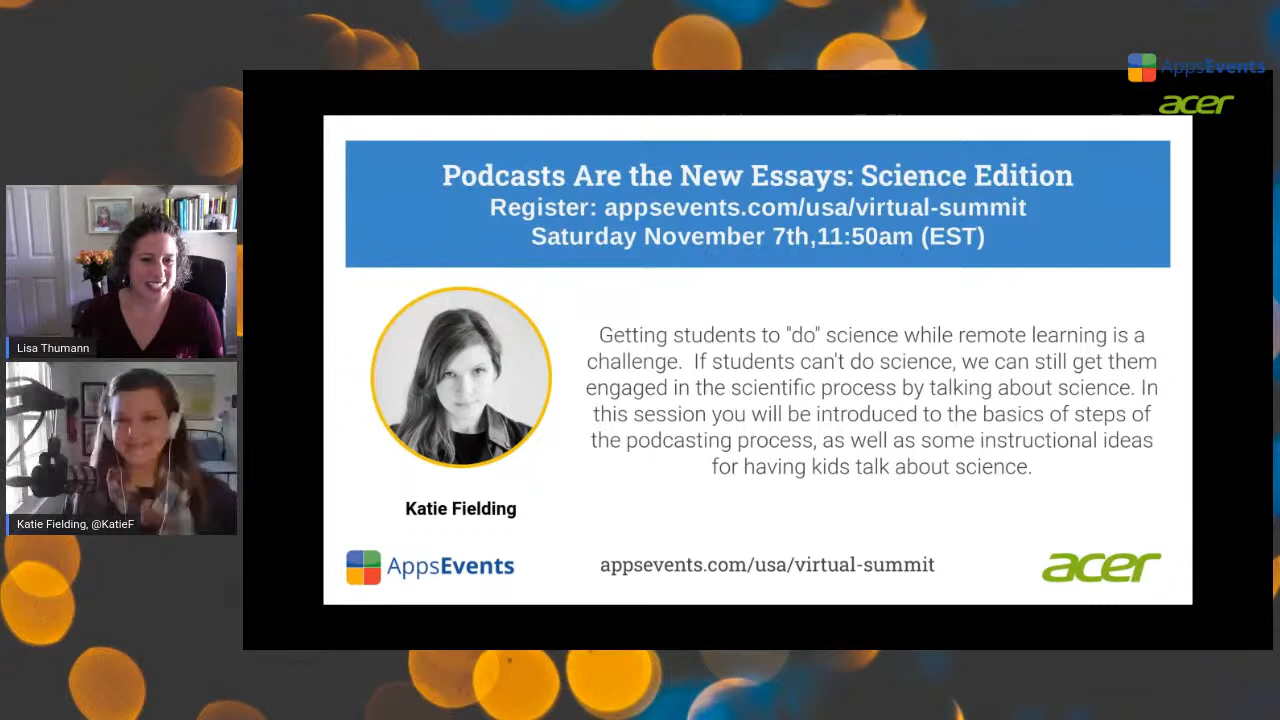 AppsEvents
acer
Podcasts Are the New Essays: Science Edition
Register: appsevents.com/usa/virtual-summit
Saturday November 7th,11:50am (EST)
Getting students to "do" science while remote learning is a
challenge. If students can't do science, we can still get them
engaged in the scientific process by talking about science. In
this session you will be introduced to the basics of steps of
the podcasting process, as well as some instructional ideas
for having kids talk about science.
Katie Fielding
AppsEvents
appsevents.com/usa/virtual-summit
acer
Lisa Thumann
Katie Fielding, @KatieF